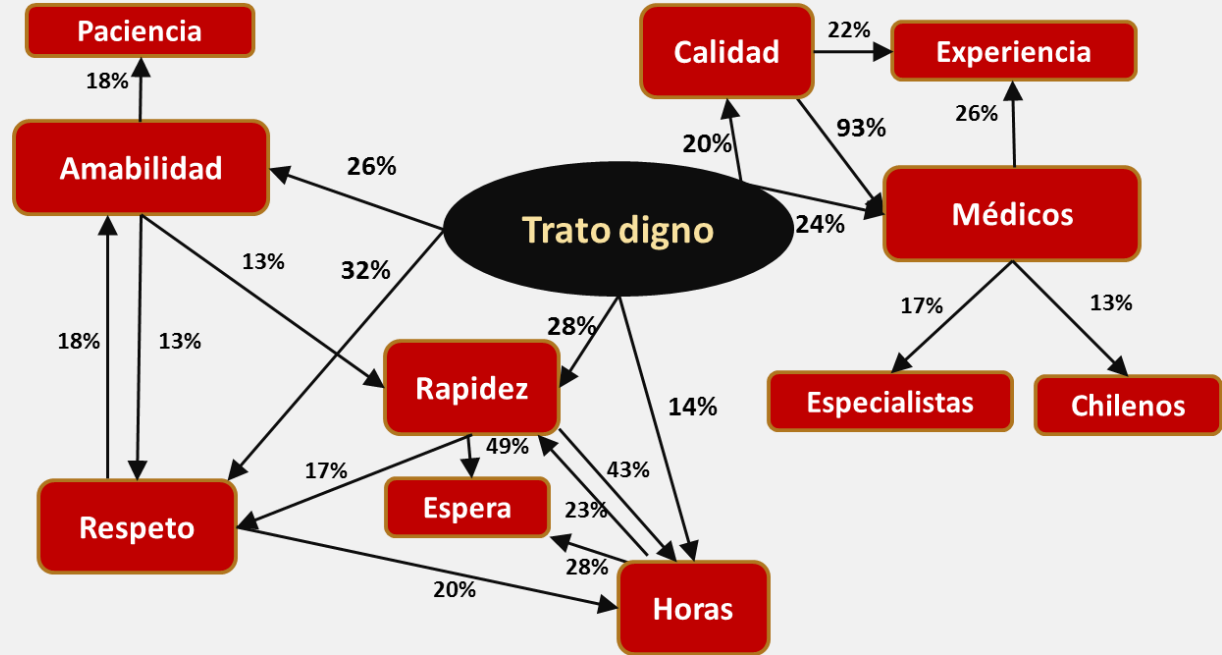 Paciencia
Calidad
22%
Experiencia
18%
Amabilidad
26%
20%
93%
26%
Médicos
Trato digno
24%
13%
32%
17%
13%
18%
13%
28%
Rapidez
Especialistas
Chilenos
14%
49%
17%
43%
Respeto
Espera
23%
28%
20%
Horas